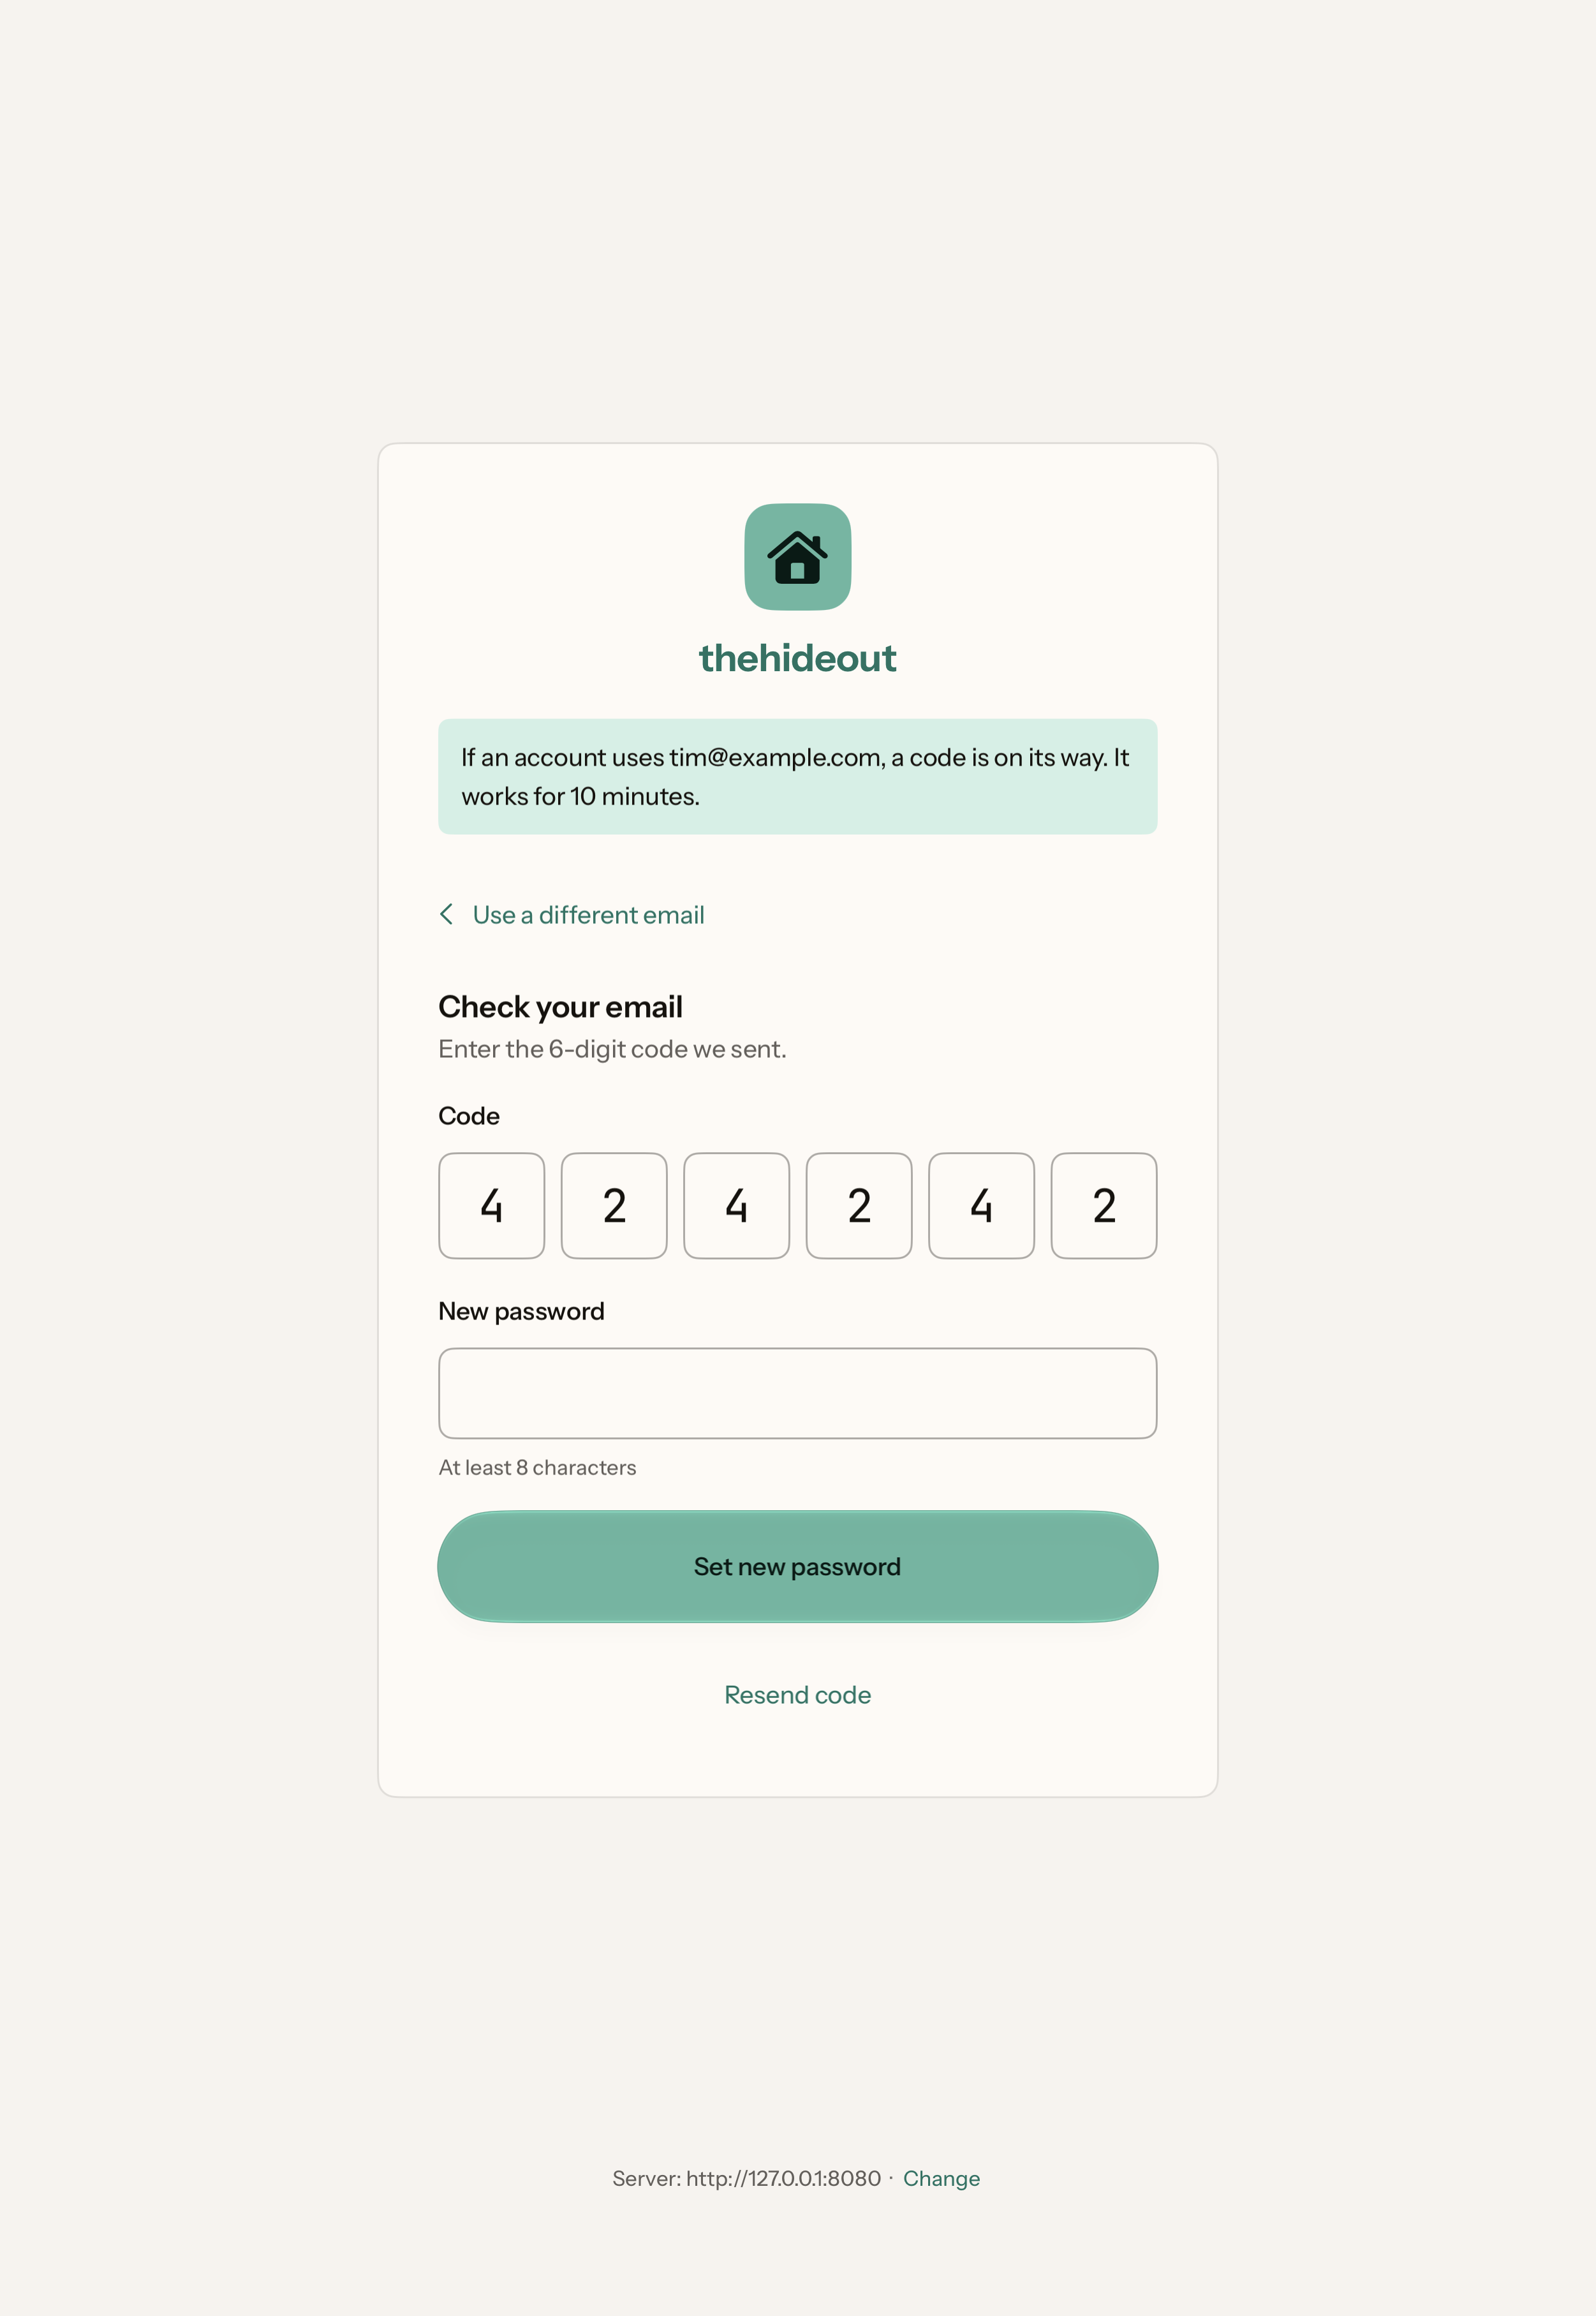 thehideout
If an account uses tim@example.com, a code is on its way. It
works for 10 minutes.
Use a different email
Check your email
Enter the 6-digit code we sent.
Code
4 2 4 2 4 2
New password
At least 8 characters
Set new password
Resend code
Server: http://127.0.0.1:8080 · Change